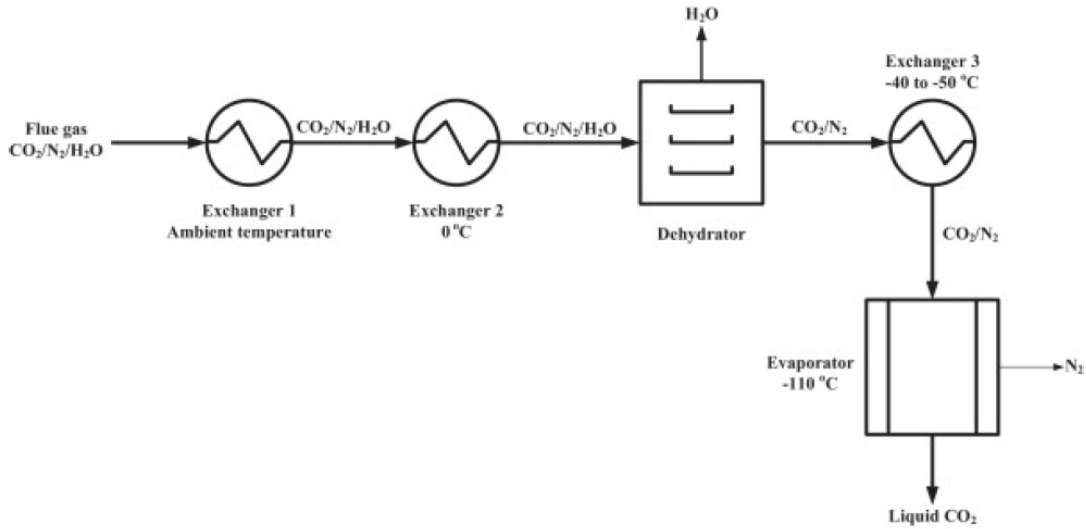 H₂O
Exchanger 3
-40 to -50 °C
Flue gas
CO₂/N₂/H₂O
CO₂/N₂/H₂O
CO₂/N₂/H₂O
CO₂/N₂
Exchanger 1
Ambient temperature
Exchanger 2
0 °C
Dehydrator
CO₂/N₂
Evaporator
-110 °C
N₂
Liquid CO₂